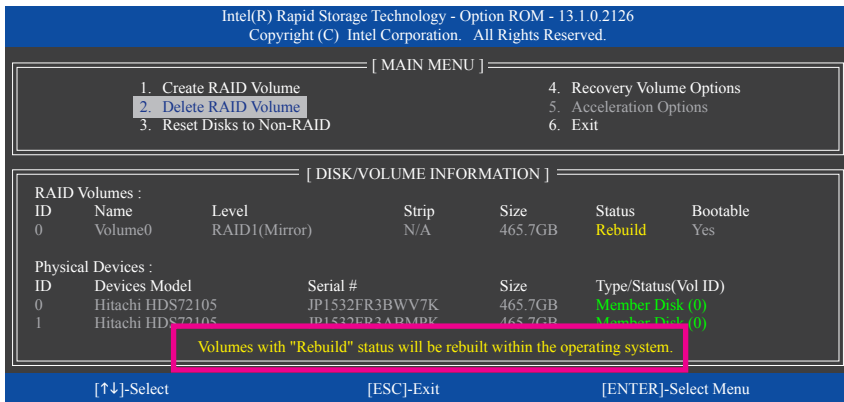 Intel(R) Rapid Storage Technology - Option ROM - 13.1.0.2126
Copyright (C) Intel Corporation. All Rights Reserved.
[ MAIN MENU ]
1. Create RAID Volume
2. Delete RAID Volume
3. Reset Disks to Non-RAID
4. Recovery Volume Options
5. Acceleration Options
6. Exit
[ DISK/VOLUME INFORMATION ]
RAID Volumes :
ID Name Level Strip Size Status Bootable
0 Volume0 RAID1(Mirror) N/A 465.7GB Rebuild Yes
Physical Devices :
ID Devices Model Serial # Size Type/Status(Vol ID)
0 Hitachi HDS72105 JP1532FR3BWV7K 465.7GB Member Disk (0)
1 Hitachi HDS72105 JP1532FR3ABMPK 465.7GB Member Disk (0)
Volumes with "Rebuild" status will be rebuilt within the operating system.
[↑↓]-Select [ESC]-Exit [ENTER]-Select Menu